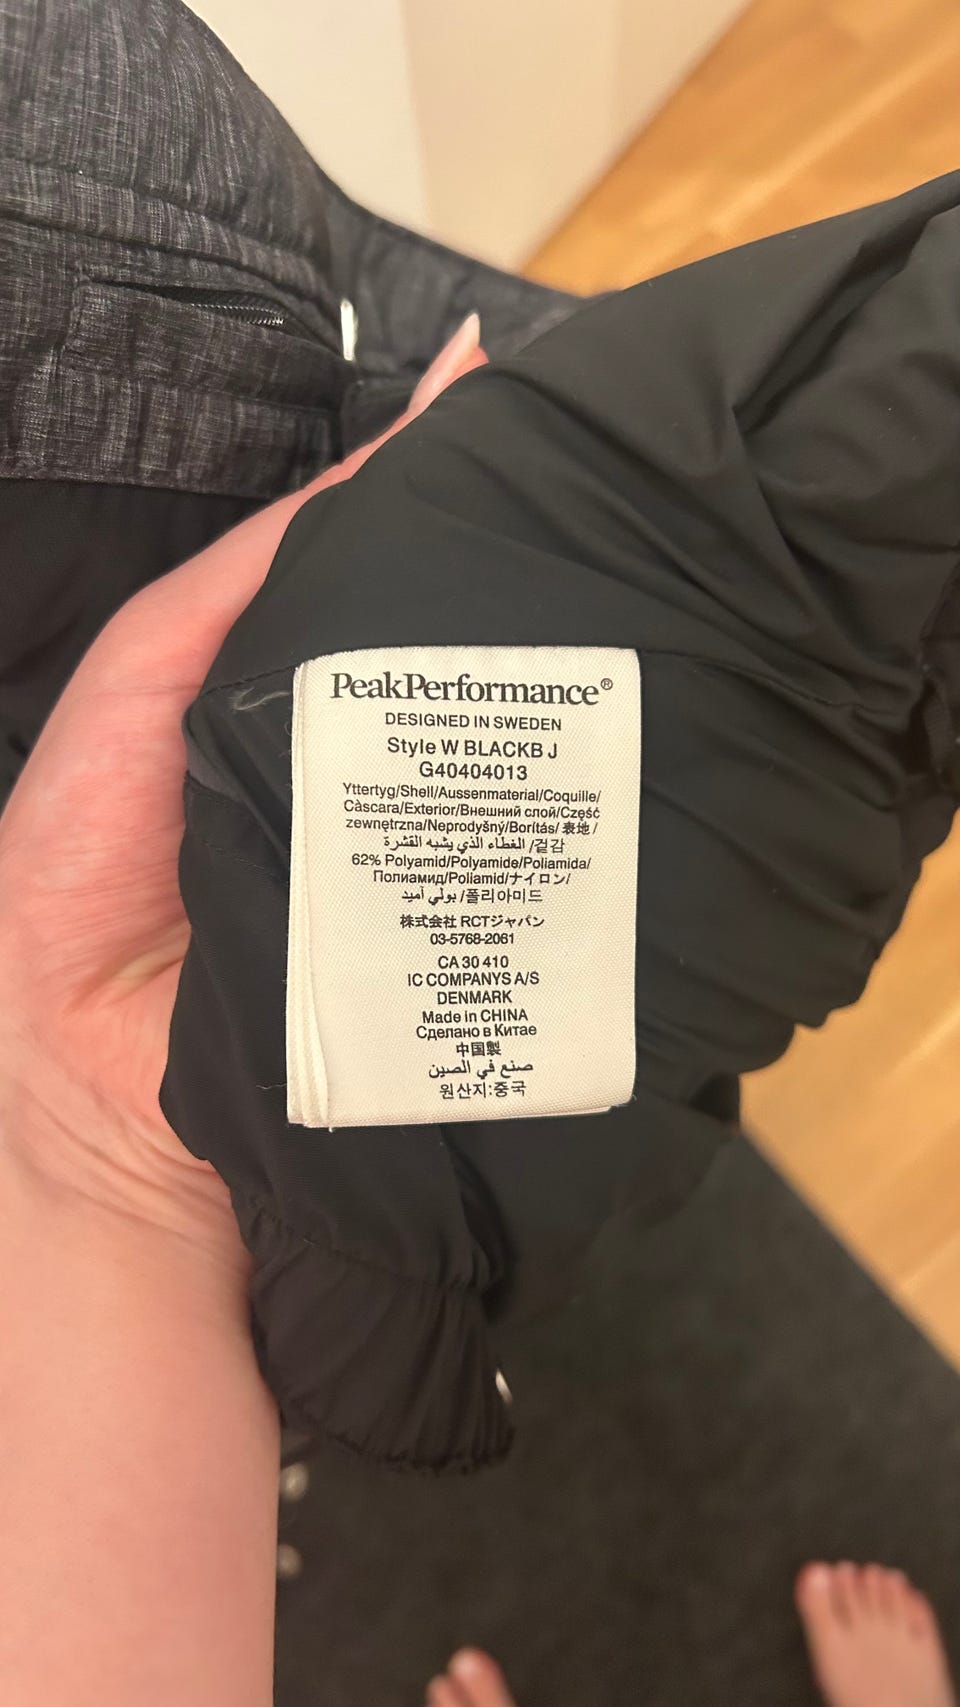 PeakPerformance®
DESIGNED IN SWEDEN
Style W BLACKB J
G40404013
Yttertyg/Shell/Aussenmaterial/Coquille/
Càscara/Exterior/Внешний слой/Część
zewnętrzna/Neprodyšný/Borítás/ 表地 /
الغطاء الذي يشبه القشرة /겉감
62% Polyamid/Polyamide/Poliamida/
Полиамид/Poliamid/ナイロン/
بولي أميد /폴리아미드
株式会社 RCTジャパン
03-5768-2061
CA 30 410
IC COMPANYS A/S
DENMARK
Made in CHINA
Сделано в Китае
中国製
صنع في الصين
원산지:중국